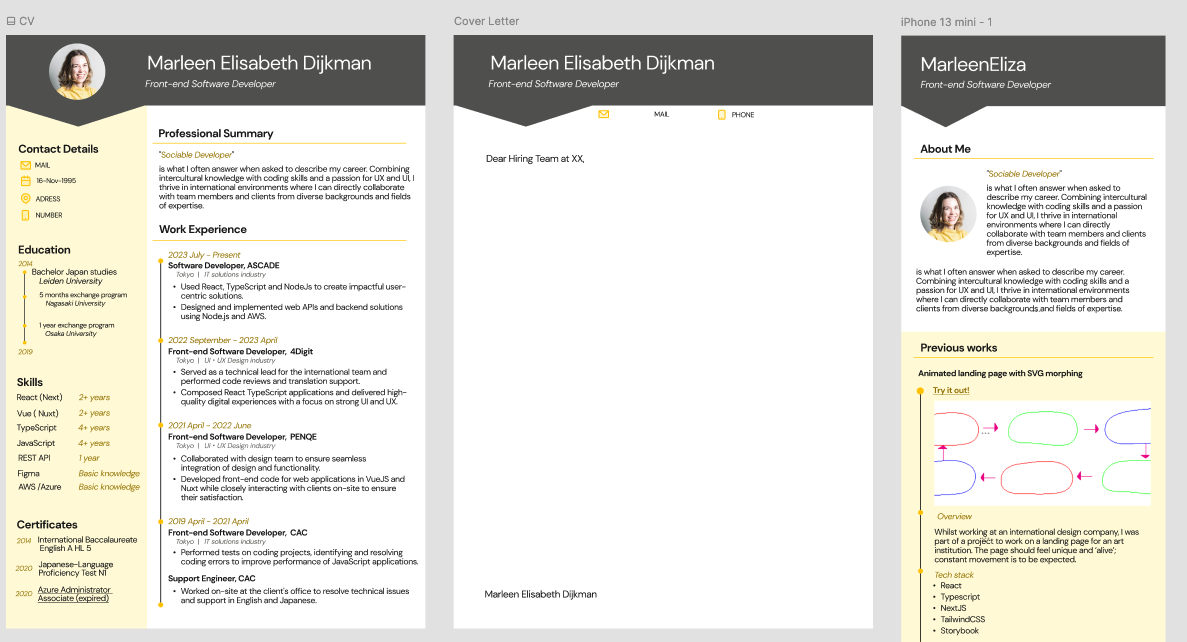 CV
Marleen Elisabeth Dijkman
Front-end Software Developer
Contact Details
MAIL
16-Nov-1995
ADRESS
NUMBER
Education
2014
Bachelor Japan studies
Leiden University
5 months exchange program
Nagasaki University
1 year exchange program
Osaka University
2019
Skills
React (Next) 2+ years
Vue ( Nuxt) 2+ years
TypeScript 4+ years
JavaScript 4+ years
REST API 1 year
Figma Basic knowledge
AWS /Azure Basic knowledge
Certificates
2014 International Baccalaureate
English A HL 5
2020 Japanese-Language
Proficiency Test N1
2020 Azure Administrator
Associate (expired)
Professional Summary
"Sociable Developer"
is what I often answer when asked to describe my career. Combining
intercultural knowledge with coding skills and a passion for UX and UI, I
thrive in international environments where I can directly collaborate
with team members and clients from diverse backgrounds and fields
of expertise.
Work Experience
2023 July - Present
Software Developer, ASCADE
Tokyo | IT solutions industry
• Used React, TypeScript and NodeJs to create impactful user-
centric solutions.
• Designed and implemented web APIs and backend solutions
using Node.js and AWS.
2022 September - 2023 April
Front-end Software Developer, 4Digit
Tokyo | UI • UX Design industry
• Served as a technical lead for the international team and
performed code reviews and translation support.
• Composed React TypeScript applications and delivered high-
quality digital experiences with a focus on strong UI and UX.
2021 April - 2022 June
Front-end Software Developer, PENQE
Tokyo | UI • UX Design industry
• Collaborated with design team to ensure seamless
integration of design and functionality.
• Developed front-end code for web applications in VueJS and
Nuxt while closely interacting with clients on-site to ensure
their satisfaction.
2019 April - 2021 April
Front-end Software Developer, CAC
Tokyo | IT solutions industry
• Performed tests on coding projects, identifying and resolving
coding errors to improve performance of JavaScript applications.
Support Engineer, CAC
• Worked on-site at the client's office to resolve technical issues
and support in English and Japanese.
Cover Letter
Marleen Elisabeth Dijkman
Front-end Software Developer
MAIL PHONE
Dear Hiring Team at XX,
Marleen Elisabeth Dijkman
iPhone 13 mini - 1
MarleenEliza
Front-end Software Developer
About Me
"Sociable Developer"
is what I often answer when asked to
describe my career. Combining intercultural
knowledge with coding skills and a passion
for UX and UI, I thrive in international
environments where I can directly
collaborate with team members and clients
from diverse backgrounds and fields of
expertise.
is what I often answer when asked to describe my career.
Combining intercultural knowledge with coding skills and a
passion for UX and UI, I thrive in international environments
where I can directly collaborate with team members and
clients from diverse backgrounds and fields of expertise.
Previous works
Animated landing page with SVG morphing
Try it out!
...
Overview
Whilst working at an international design company, I was
part of a project to work on a landing page for an art
institution. The page should feel unique and 'alive';
constant movement is to be expected.
Tech stack
• React
• Typescript
• NextJS
• TailwindCSS
• Storybook